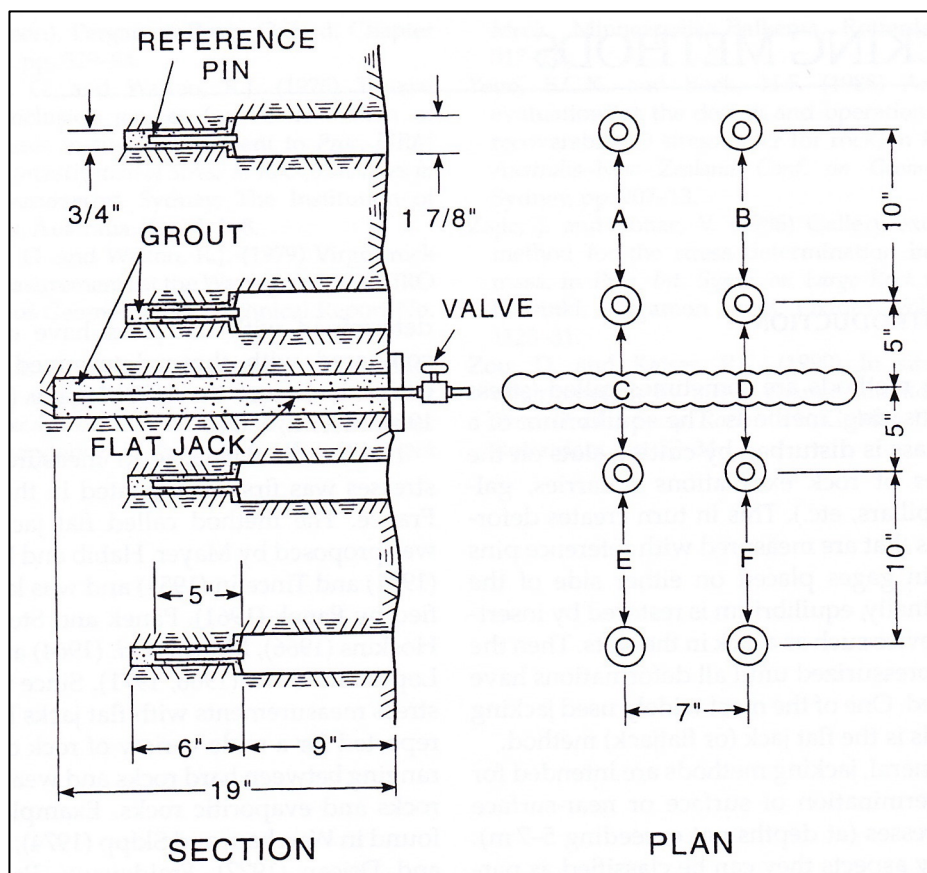 REFERENCE
PIN
3/4"
1 7/8"
GROUT
VALVE
FLAT JACK
5"
6"
9"
19"
SECTION
A
B
C
D
E
F
10"
5"
5"
10"
7"
PLAN